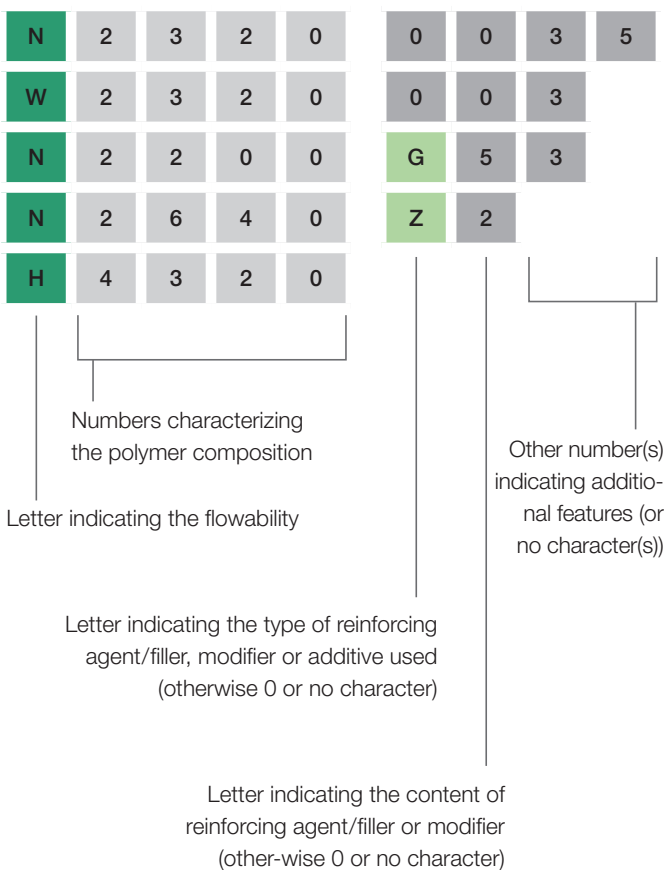 N 2 3 2 0 0 0 3 5
W 2 3 2 0 0 0 3
N 2 2 0 0 G 5 3
N 2 6 4 0 Z 2
H 4 3 2 0
Numbers characterizing
the polymer composition
Other number(s)
indicating additio-
nal features (or
no character(s))
Letter indicating the flowability
Letter indicating the type of reinforcing
agent/filler, modifier or additive used
(otherwise 0 or no character)
Letter indicating the content of
reinforcing agent/filler or modifier
(other-wise 0 or no character)